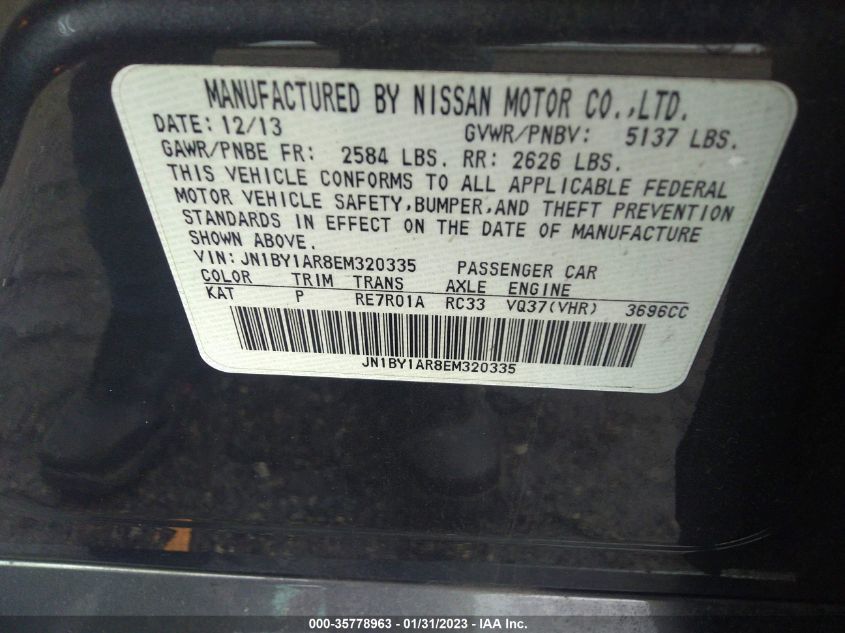 MANUFACTURED BY NISSAN MOTOR CO.,LTD.
DATE: 12/13 GVWR/PNBV: 5137 LBS.
GAWR/PNBE FR: 2584 LBS. RR: 2626 LBS.
THIS VEHICLE CONFORMS TO ALL APPLICABLE FEDERAL
MOTOR VEHICLE SAFETY,BUMPER,AND THEFT PREVENTION
STANDARDS IN EFFECT ON THE DATE OF MANUFACTURE
SHOWN ABOVE.
VIN: JN1BY1AR8EM320335 PASSENGER CAR
COLOR TRIM TRANS AXLE ENGINE
KAT P RE7R01A RC33 VQ37(VHR) 3696CC
JN1BY1AR8EM320335
000-35778963 - 01/31/2023 - IAA Inc.